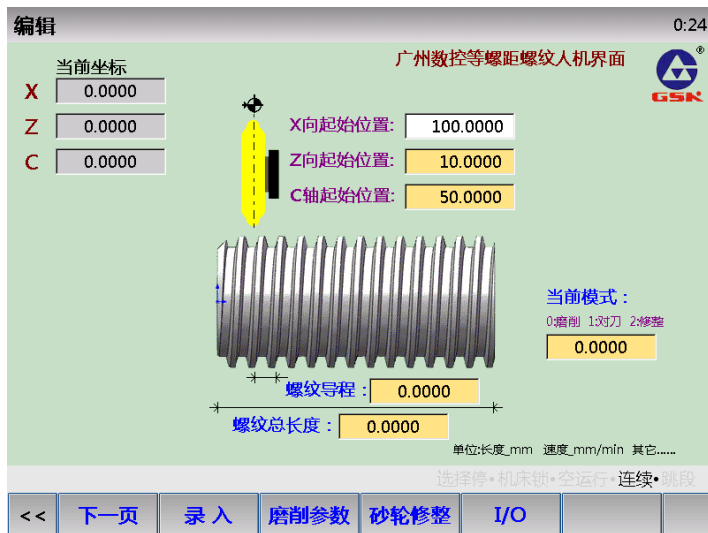 编辑 0:24
广州数控等螺距螺纹人机界面
GSK ®
当前坐标
X 0.0000
Z 0.0000
C 0.0000
X向起始位置: 100.0000
Z向起始位置: 10.0000
C轴起始位置: 50.0000
当前模式：
0:磨削 1:对刀 2:修整
0.0000
螺纹导程： 0.0000
螺纹总长度： 0.0000
单位:长度_mm 速度_mm/min 其它......
选择停•机床锁•空运行•连续•跳段
<< 下一页 录入 磨削参数 砂轮修整 I/O